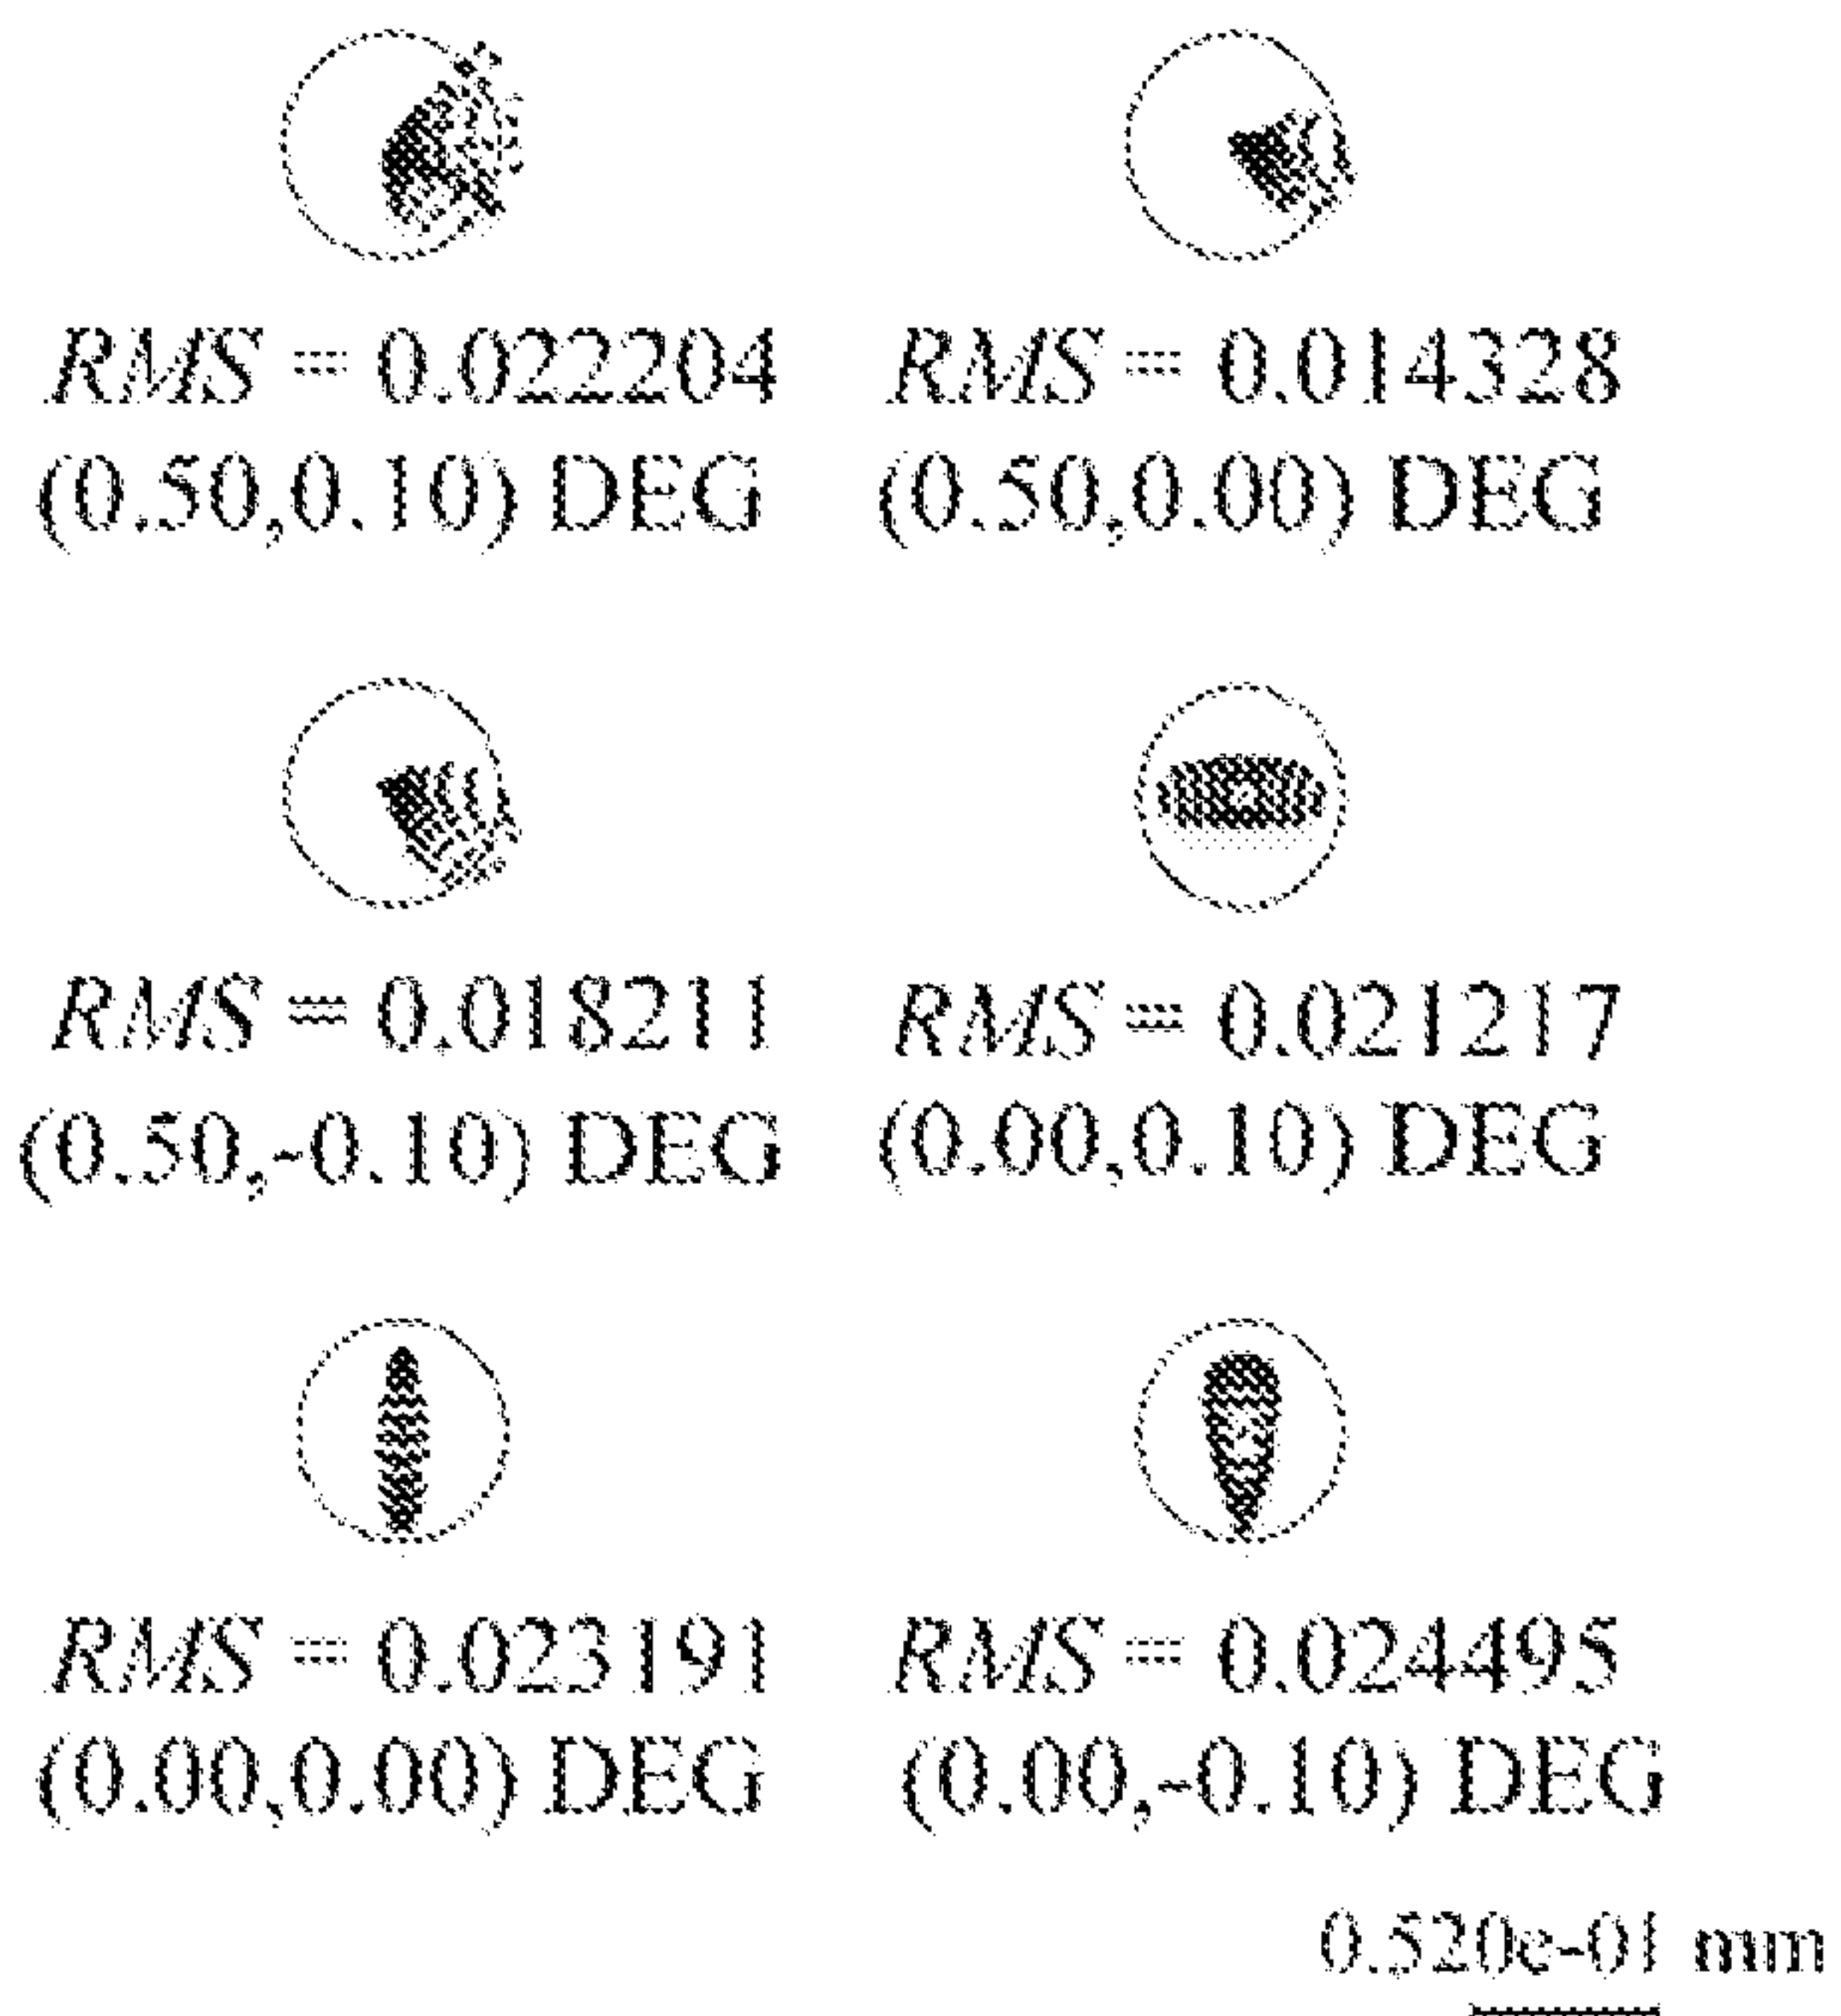 RMS = 0.022204 RMS = 0.014328
(0.50,0.10) DEG (0.50,0.00) DEG
RMS = 0.018211 RMS = 0.021217
(0.50,-0.10) DEG (0.00,0.10) DEG
RMS = 0.023191 RMS = 0.024495
(0.00,0.00) DEG (0.00,-0.10) DEG
0.520e-01 mm